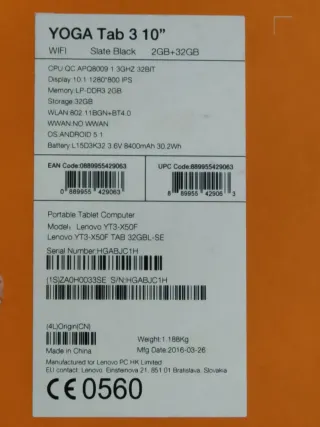 YOGA Tab 3 10"
WIFI Slate Black 2GB+32GB
CPU:QC APQ8009 1.3GHZ 32BIT
Display:10.1 1280*800 IPS
Memory:LP-DDR3 2GB
Storage:32GB
WLAN:802.11BGN+BT4.0
WWAN:NO WWAN
OS:ANDROID 5.1
Battery:L15D3K32 3.6V 8400mAH 30.2Wh
EAN Code:0889955429063
UPC Code:889955429063
0 889955 429063
8 89955 42906 3
Portable Tablet Computer
Model: Lenovo YT3-X50F
Lenovo YT3-X50F TAB 32GBL-SE
Serial Number:HGABJC1H
(1S)ZA0H0033SE S/N:HGABJC1H
(4L)Origin(CN)
Made in China
Weight:1.188KG
Mfg Date:2016-03-26
Manufactured for Lenovo PC HK Limited
EU contact: Lenovo, Einsteinova 21, 851 01 Bratislava, Slovakia
CE 0560